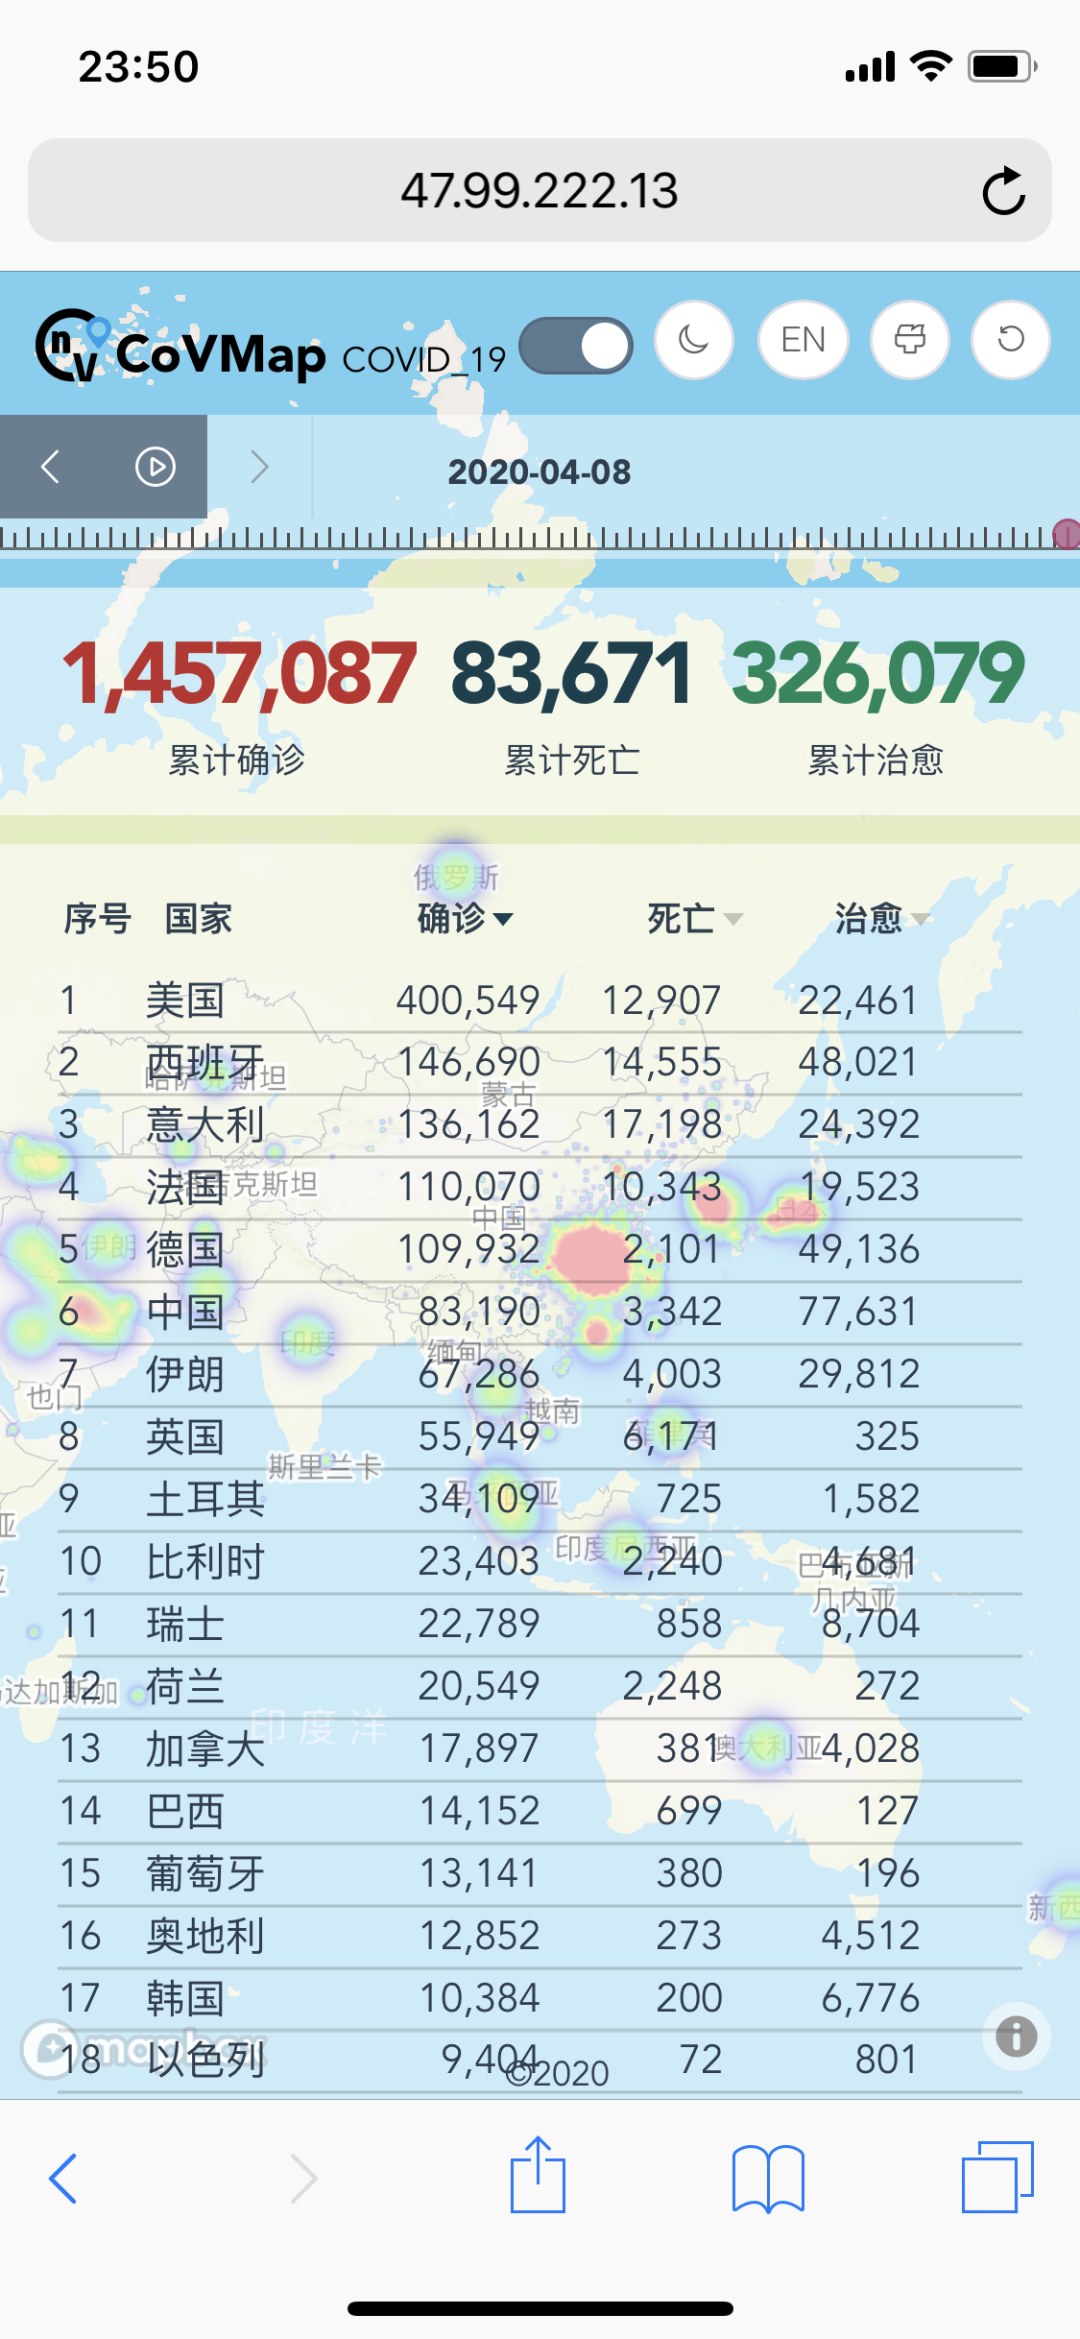 23:50
47.99.222.13
nV CoVMap COVID_19 EN
2020-04-08
1,457,087 83,671 326,079
累计确诊 累计死亡 累计治愈
俄罗斯
序号 国家 确诊 死亡 治愈
1 美国 400,549 12,907 22,461
2 西班牙 146,690 14,555 48,021
哈萨克斯坦
蒙古
3 意大利 136,162 17,198 24,392
4 法国 110,070 10,343 19,523
塔吉克斯坦
中国
日本
5 德国 109,932 2,101 49,136
伊朗
6 中国 83,190 3,342 77,631
印度
缅甸
7 伊朗 67,286 4,003 29,812
也门
越南
8 英国 55,949 6,171 325
菲律宾
斯里兰卡
9 土耳其 34,109 725 1,582
马来西亚
亚
10 比利时 23,403 2,240 4,681
印度尼西亚
巴布亚新
几内亚
11 瑞士 22,789 858 8,704
12 荷兰 20,549 2,248 272
达加斯加
印度洋
13 加拿大 17,897 381 4,028
澳大利亚
14 巴西 14,152 699 127
15 葡萄牙 13,141 380 196
新西
16 奥地利 12,852 273 4,512
17 韩国 10,384 200 6,776
18 以色列 9,404 72 801
mapbox
©2020